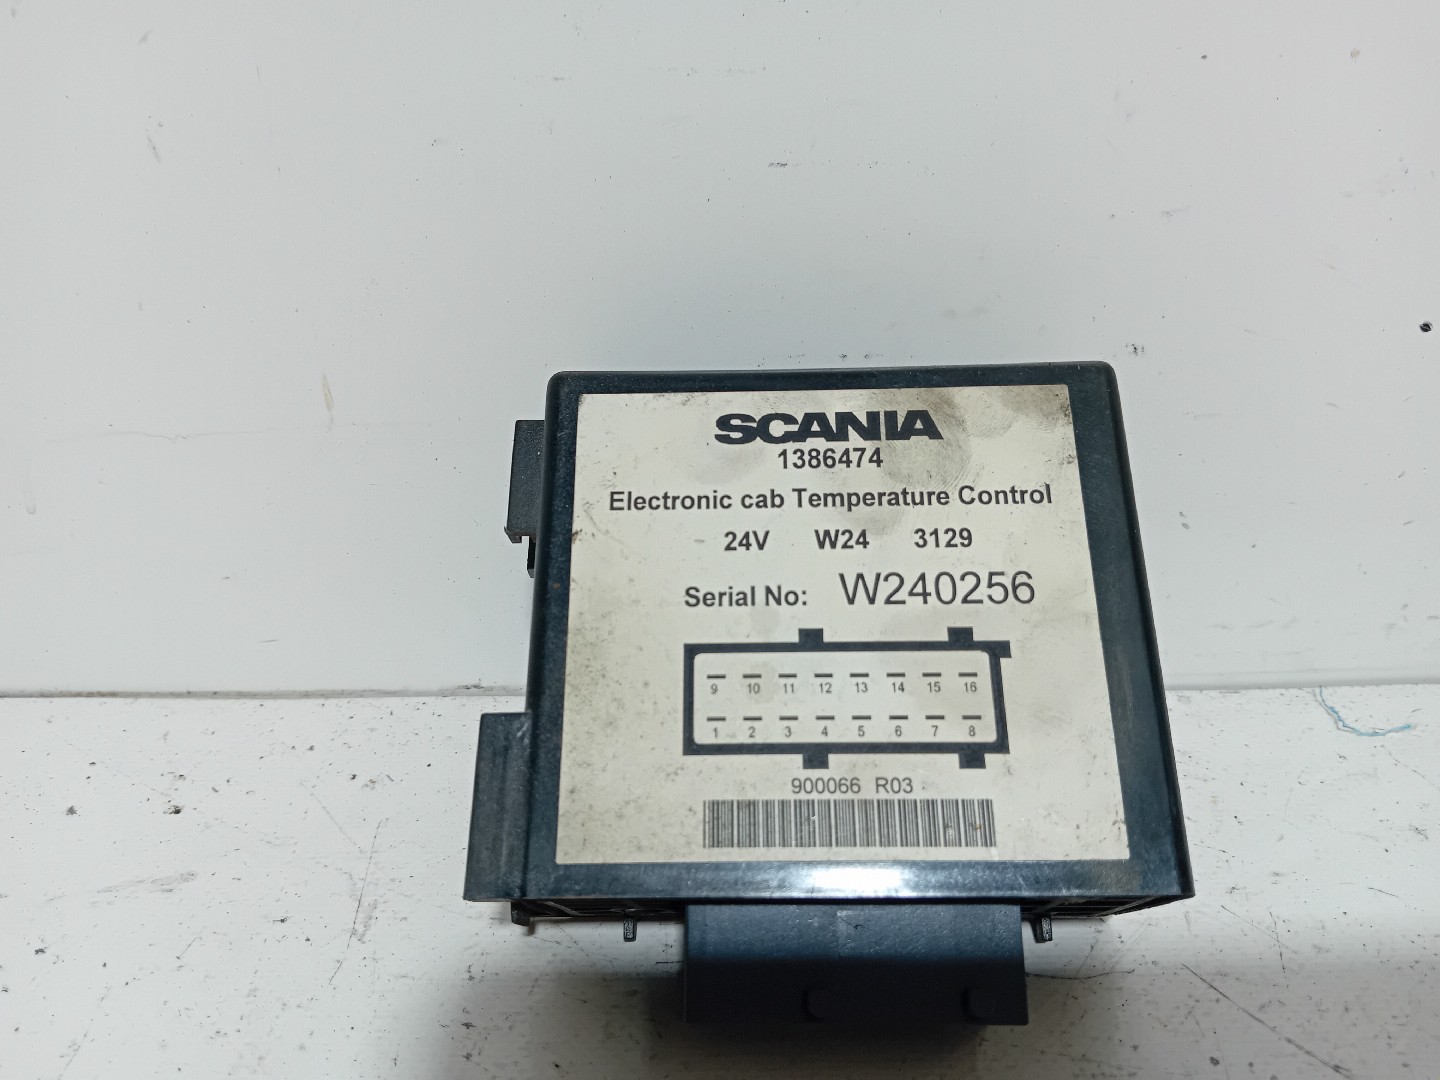 SCANIA
1386474
Electronic cab Temperature Control
24V W24 3129
Serial No: W240256
9 10 11 12 13 14 15 16
1 2 3 4 5 6 7 8
900066 R03